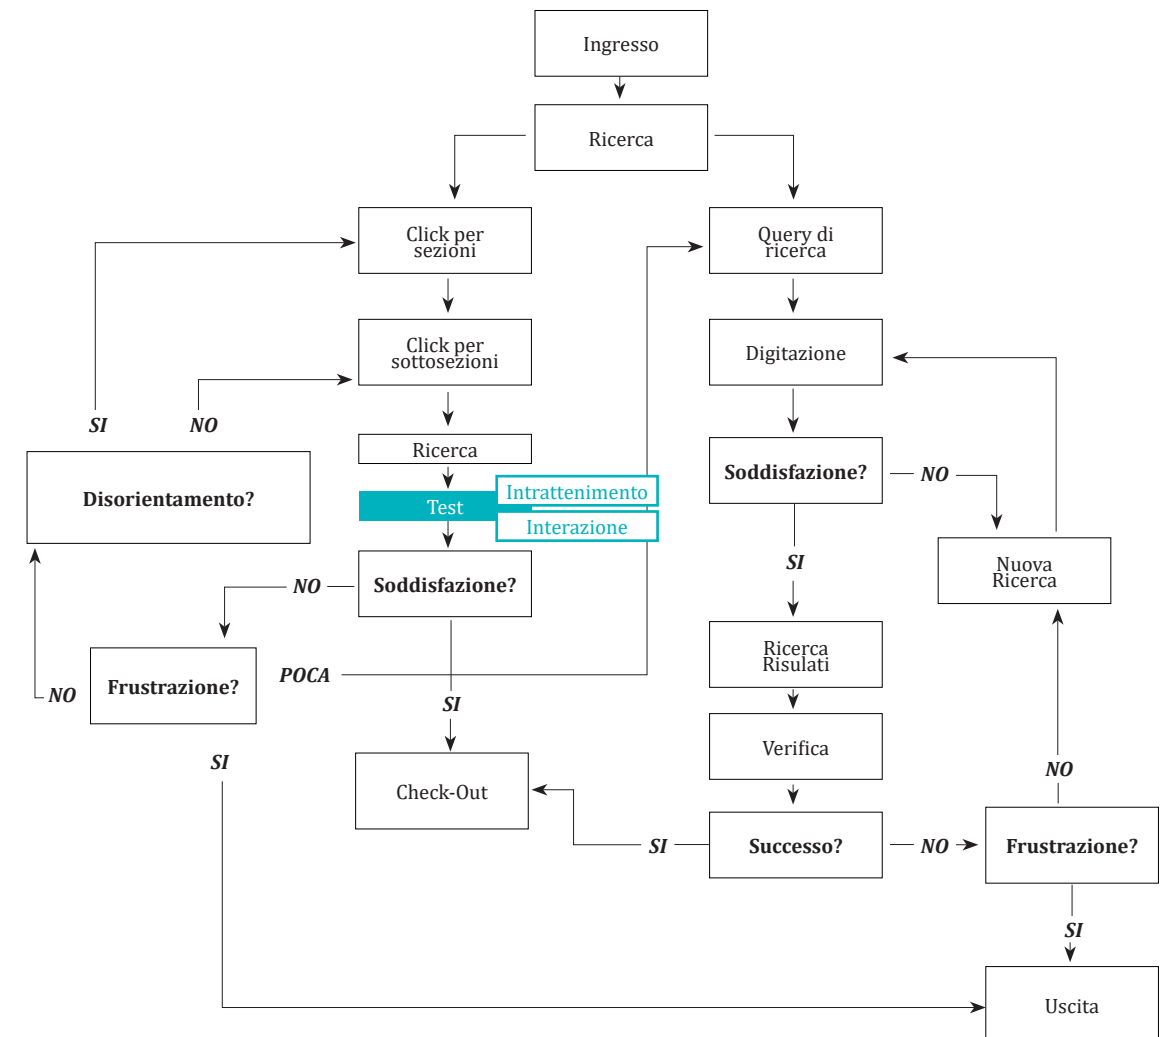 Ingresso
Ricerca
Click per
sezioni
Query di
ricerca
Click per
sottosezioni
Digitazione
SI
NO
Ricerca
Soddisfazione?
NO
Disorientamento?
Intrattenimento
Test
Interazione
SI
Nuova
Ricerca
NO
Soddisfazione?
Ricerca
Risulati
POCA
Frustrazione?
NO
SI
Verifica
SI
NO
Check-Out
SI
Successo?
NO
Frustrazione?
SI
Uscita